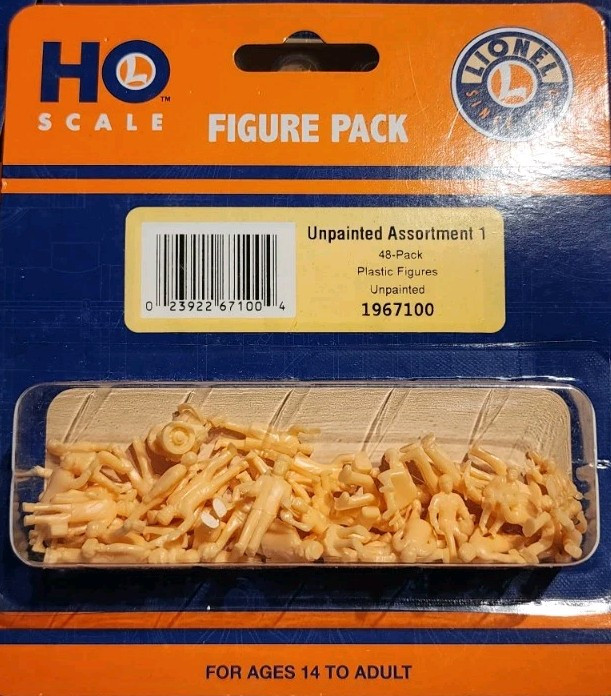 HO
SCALE
TM
FIGURE PACK
LIONEL
L
Unpainted Assortment 1
48-Pack
Plastic Figures
Unpainted
1967100
0 23922 67100 4
FOR AGES 14 TO ADULT